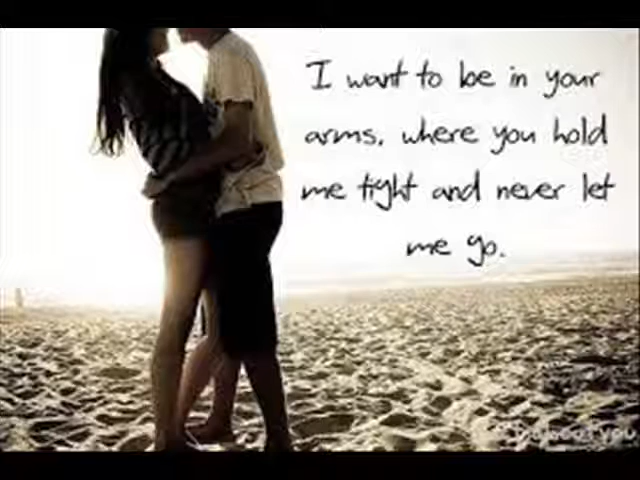 I want to be in your
arms, where you hold
me tight and never let
me go.